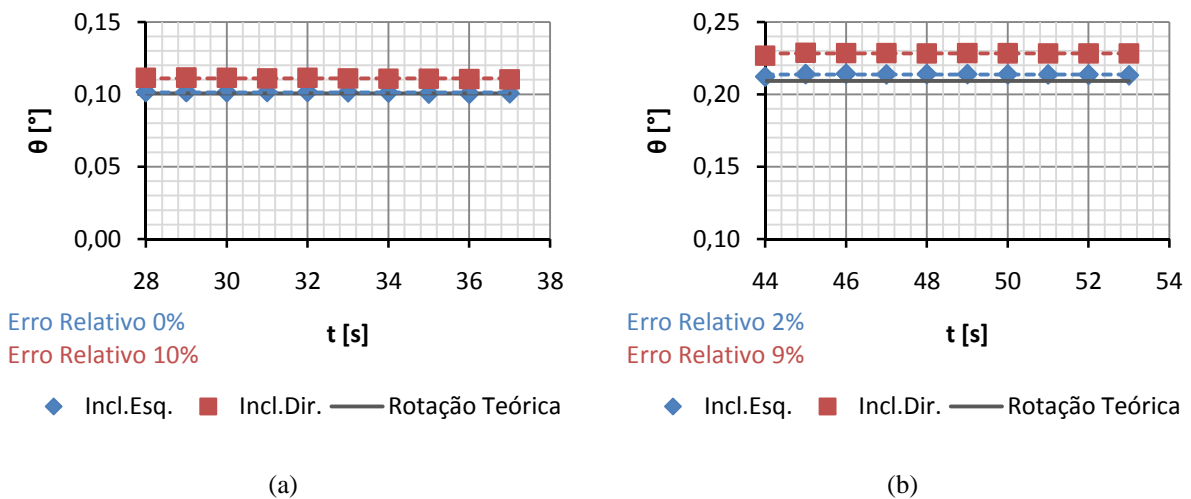 0,15
0,10
0,05
0,00
θ [°]
28 30 32 34 36 38
t [s]
Erro Relativo 0%
Erro Relativo 10%
Incl.Esq. Incl.Dir. Rotação Teórica
(a)
0,25
0,20
0,15
0,10
θ [°]
44 46 48 50 52 54
t [s]
Erro Relativo 2%
Erro Relativo 9%
Incl.Esq. Incl.Dir. Rotação Teórica
(b)